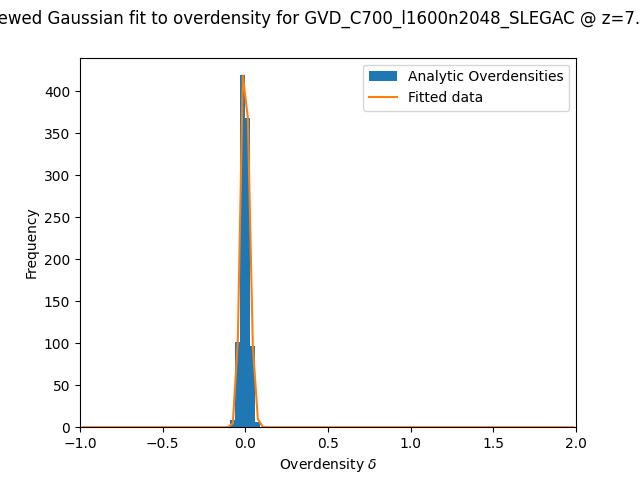 ewed Gaussian fit to overdensity for GVD_C700_l1600n2048_SLEGAC @ z=7.
Analytic Overdensities
Fitted data
Frequency
400
350
300
250
200
150
100
50
0
−1.0 −0.5 0.0 0.5 1.0 1.5 2.0
Overdensity δ